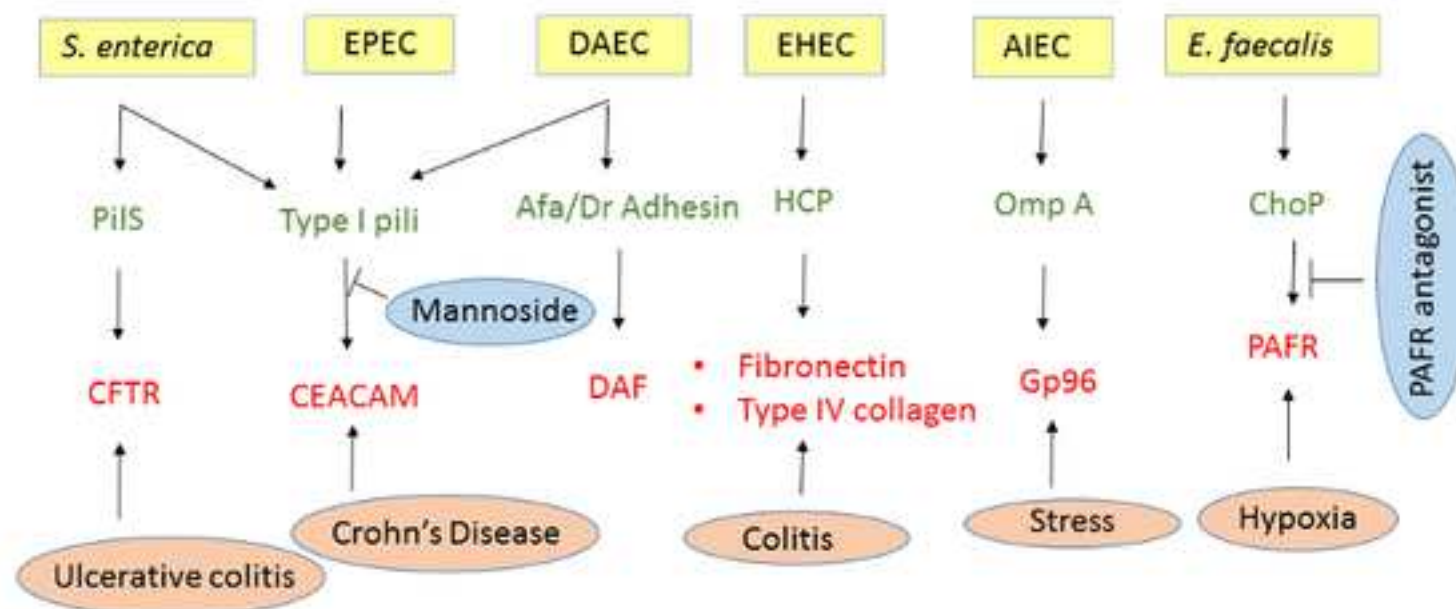 S. enterica
EPEC
DAEC
EHEC
AIEC
E. faecalis
PilS
Type I pili
Afa/Dr Adhesin
HCP
Omp A
ChoP
Mannoside
PAFR antagonist
CFTR
CEACAM
DAF
• Fibronectin
• Type IV collagen
Gp96
PAFR
Ulcerative colitis
Crohn's Disease
Colitis
Stress
Hypoxia